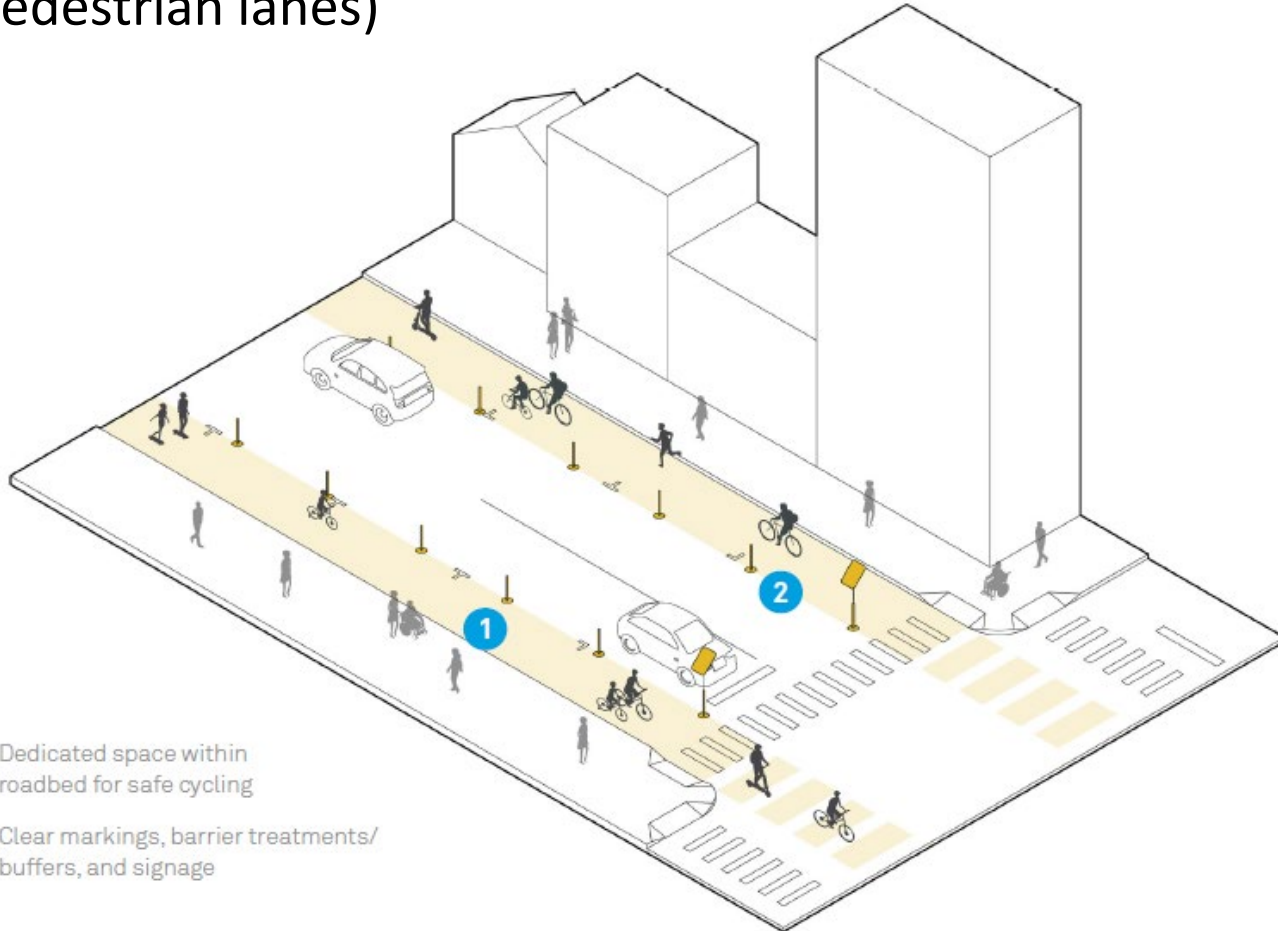 edestrian lanes)
2
1
Dedicated space within
roadbed for safe cycling
Clear markings, barrier treatments/
buffers, and signage